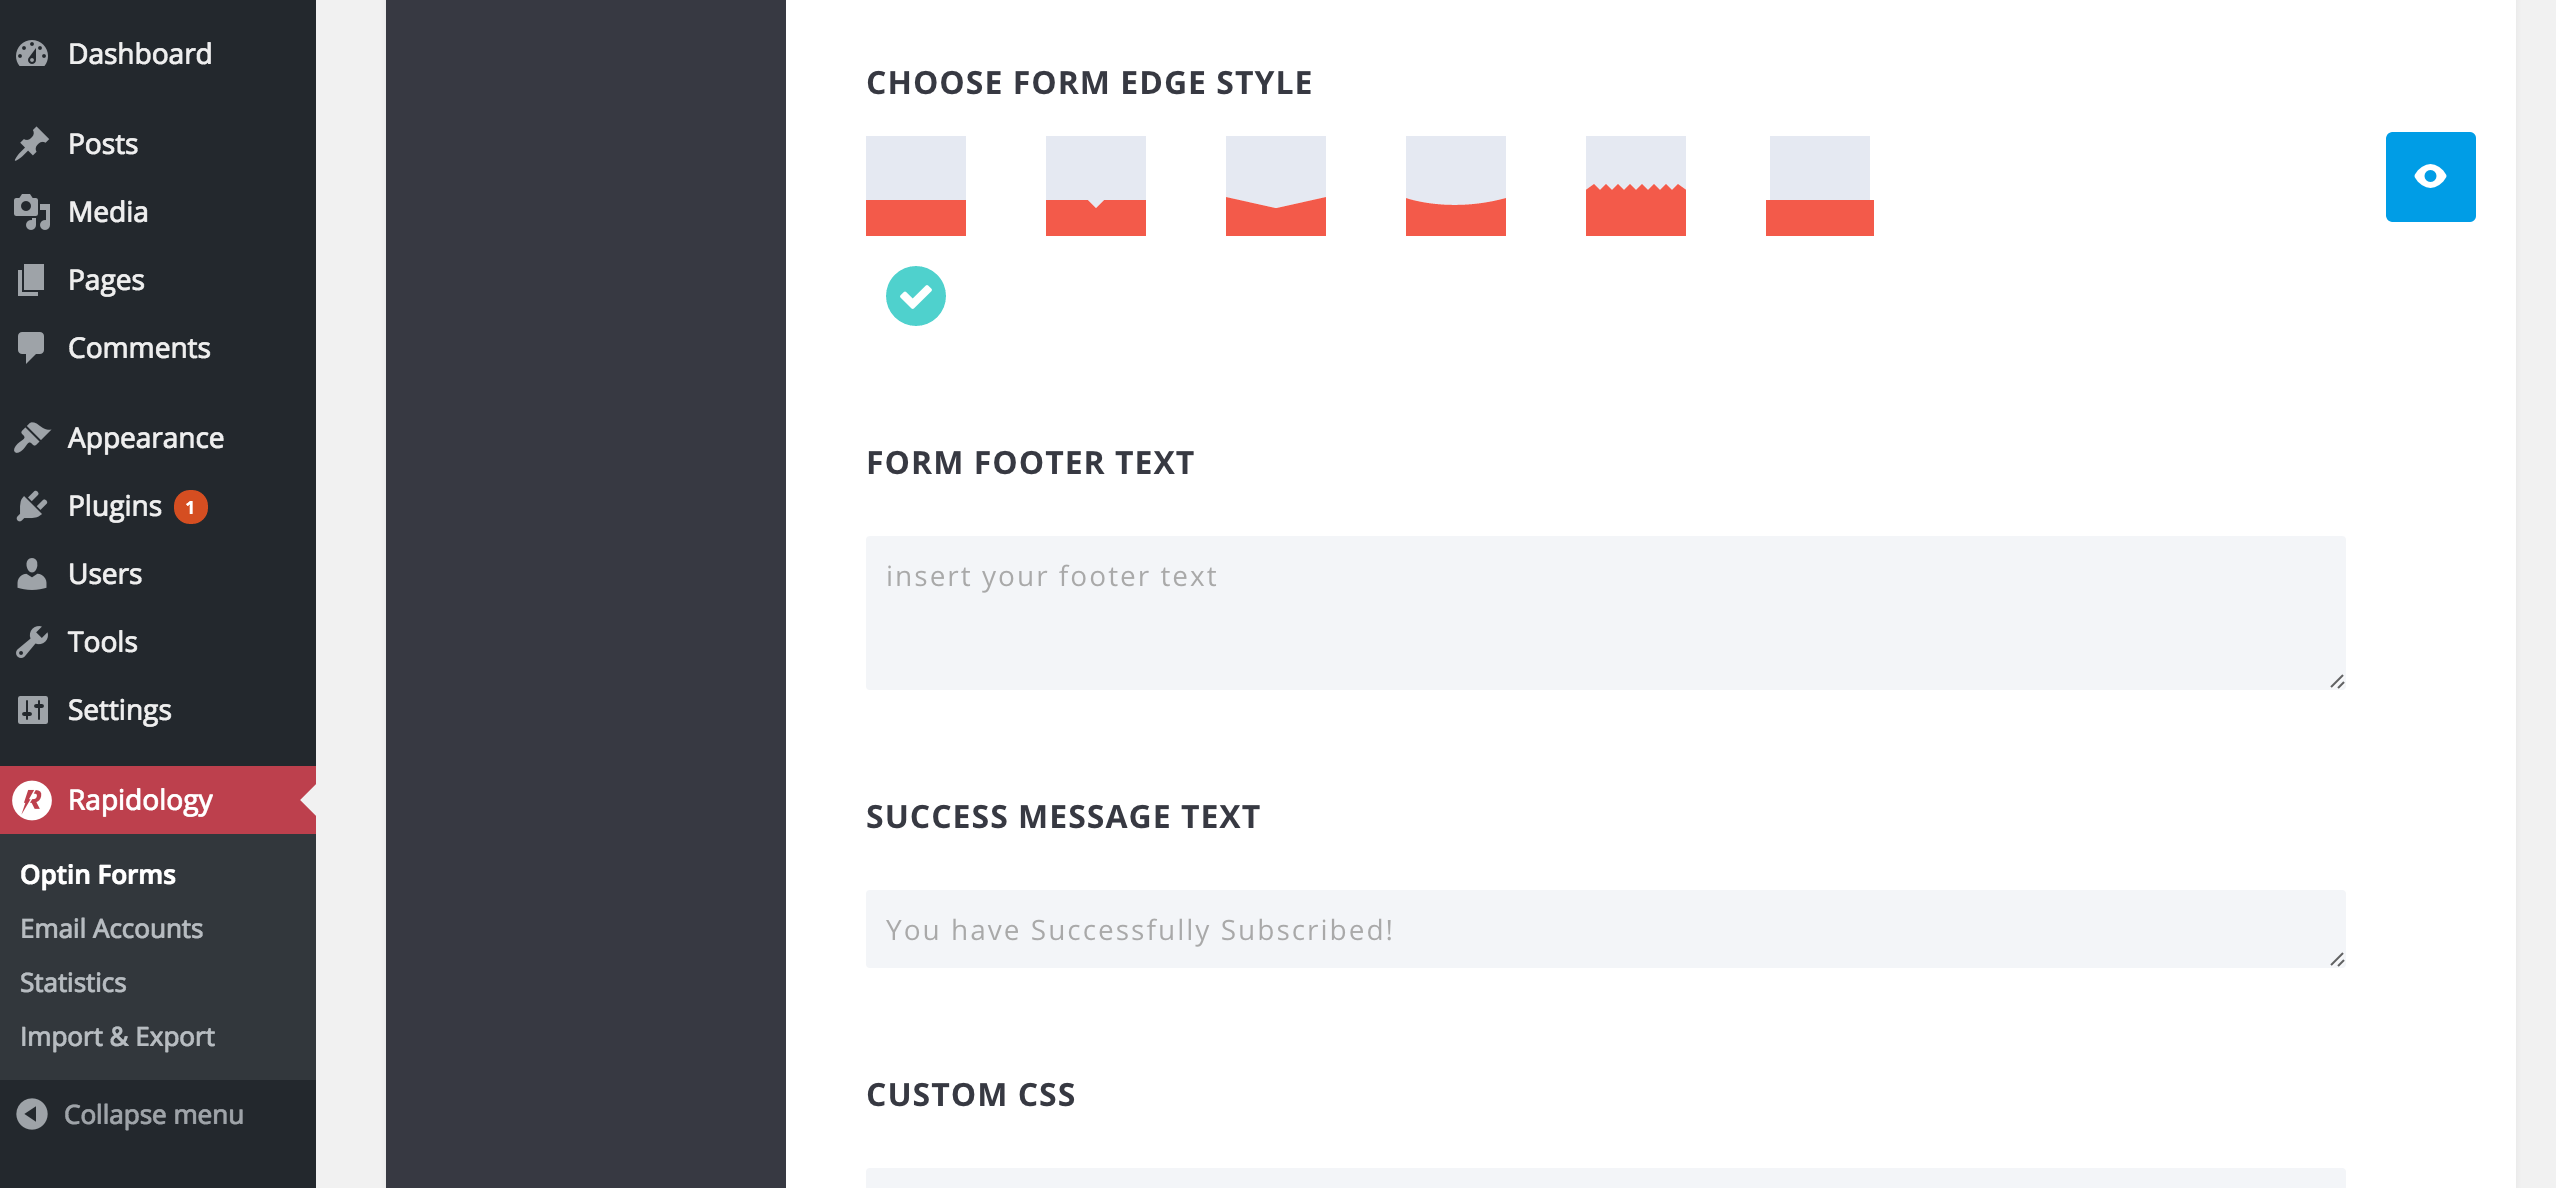 Dashboard
Posts
Media
Pages
Comments
Appearance
Plugins 1
Users
Tools
Settings
Rapidology
Optin Forms
Email Accounts
Statistics
Import & Export
Collapse menu
CHOOSE FORM EDGE STYLE
FORM FOOTER TEXT
insert your footer text
SUCCESS MESSAGE TEXT
You have Successfully Subscribed!
CUSTOM CSS